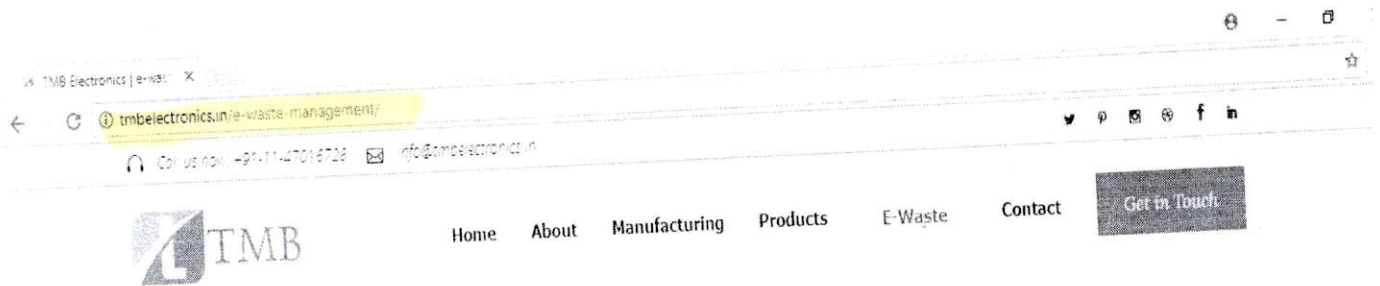 TMB Electronics | e-wast
tmbelectronics.in/e-waste-management/
Call us now: +91-11-47016728 info@tmbelectronics.in
TMB
Home About Manufacturing Products E-Waste Contact Get in Touch